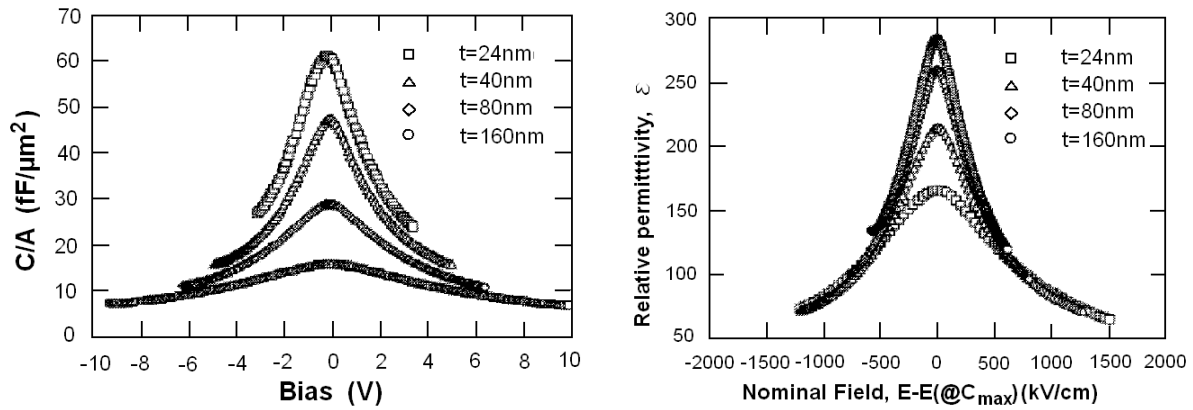 70
60
50
40
30
20
10
0
-10 -8 -6 -4 -2 0 2 4 6 8 10
C/A (fF/μm²)
Bias (V)
t=24nm
t=40nm
t=80nm
t=160nm
300
250
200
150
100
50
-2000 -1500 -1000 -500 0 500 1000 1500 2000
Relative permittivity, ε
Nominal Field, E-E(@Cmax)(kV/cm)
t=24nm
t=40nm
t=80nm
t=160nm